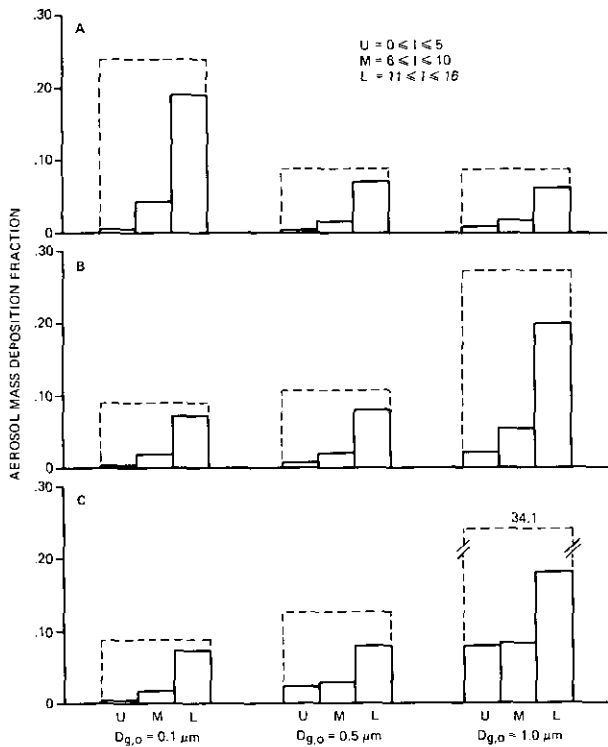 A
U = 0 ⩽ I ⩽ 5
M = 6 ⩽ I ⩽ 10
L = 11 ⩽ I ⩽ 16
.30
.20
.10
0
B
.30
.20
.10
0
AEROSOL MASS DEPOSITION FRACTION
C
34.1
.30
.20
.10
0
U M L U M L U M L
Dg,o = 0.1 μm Dg,o = 0.5 μm Dg,o = 1.0 μm